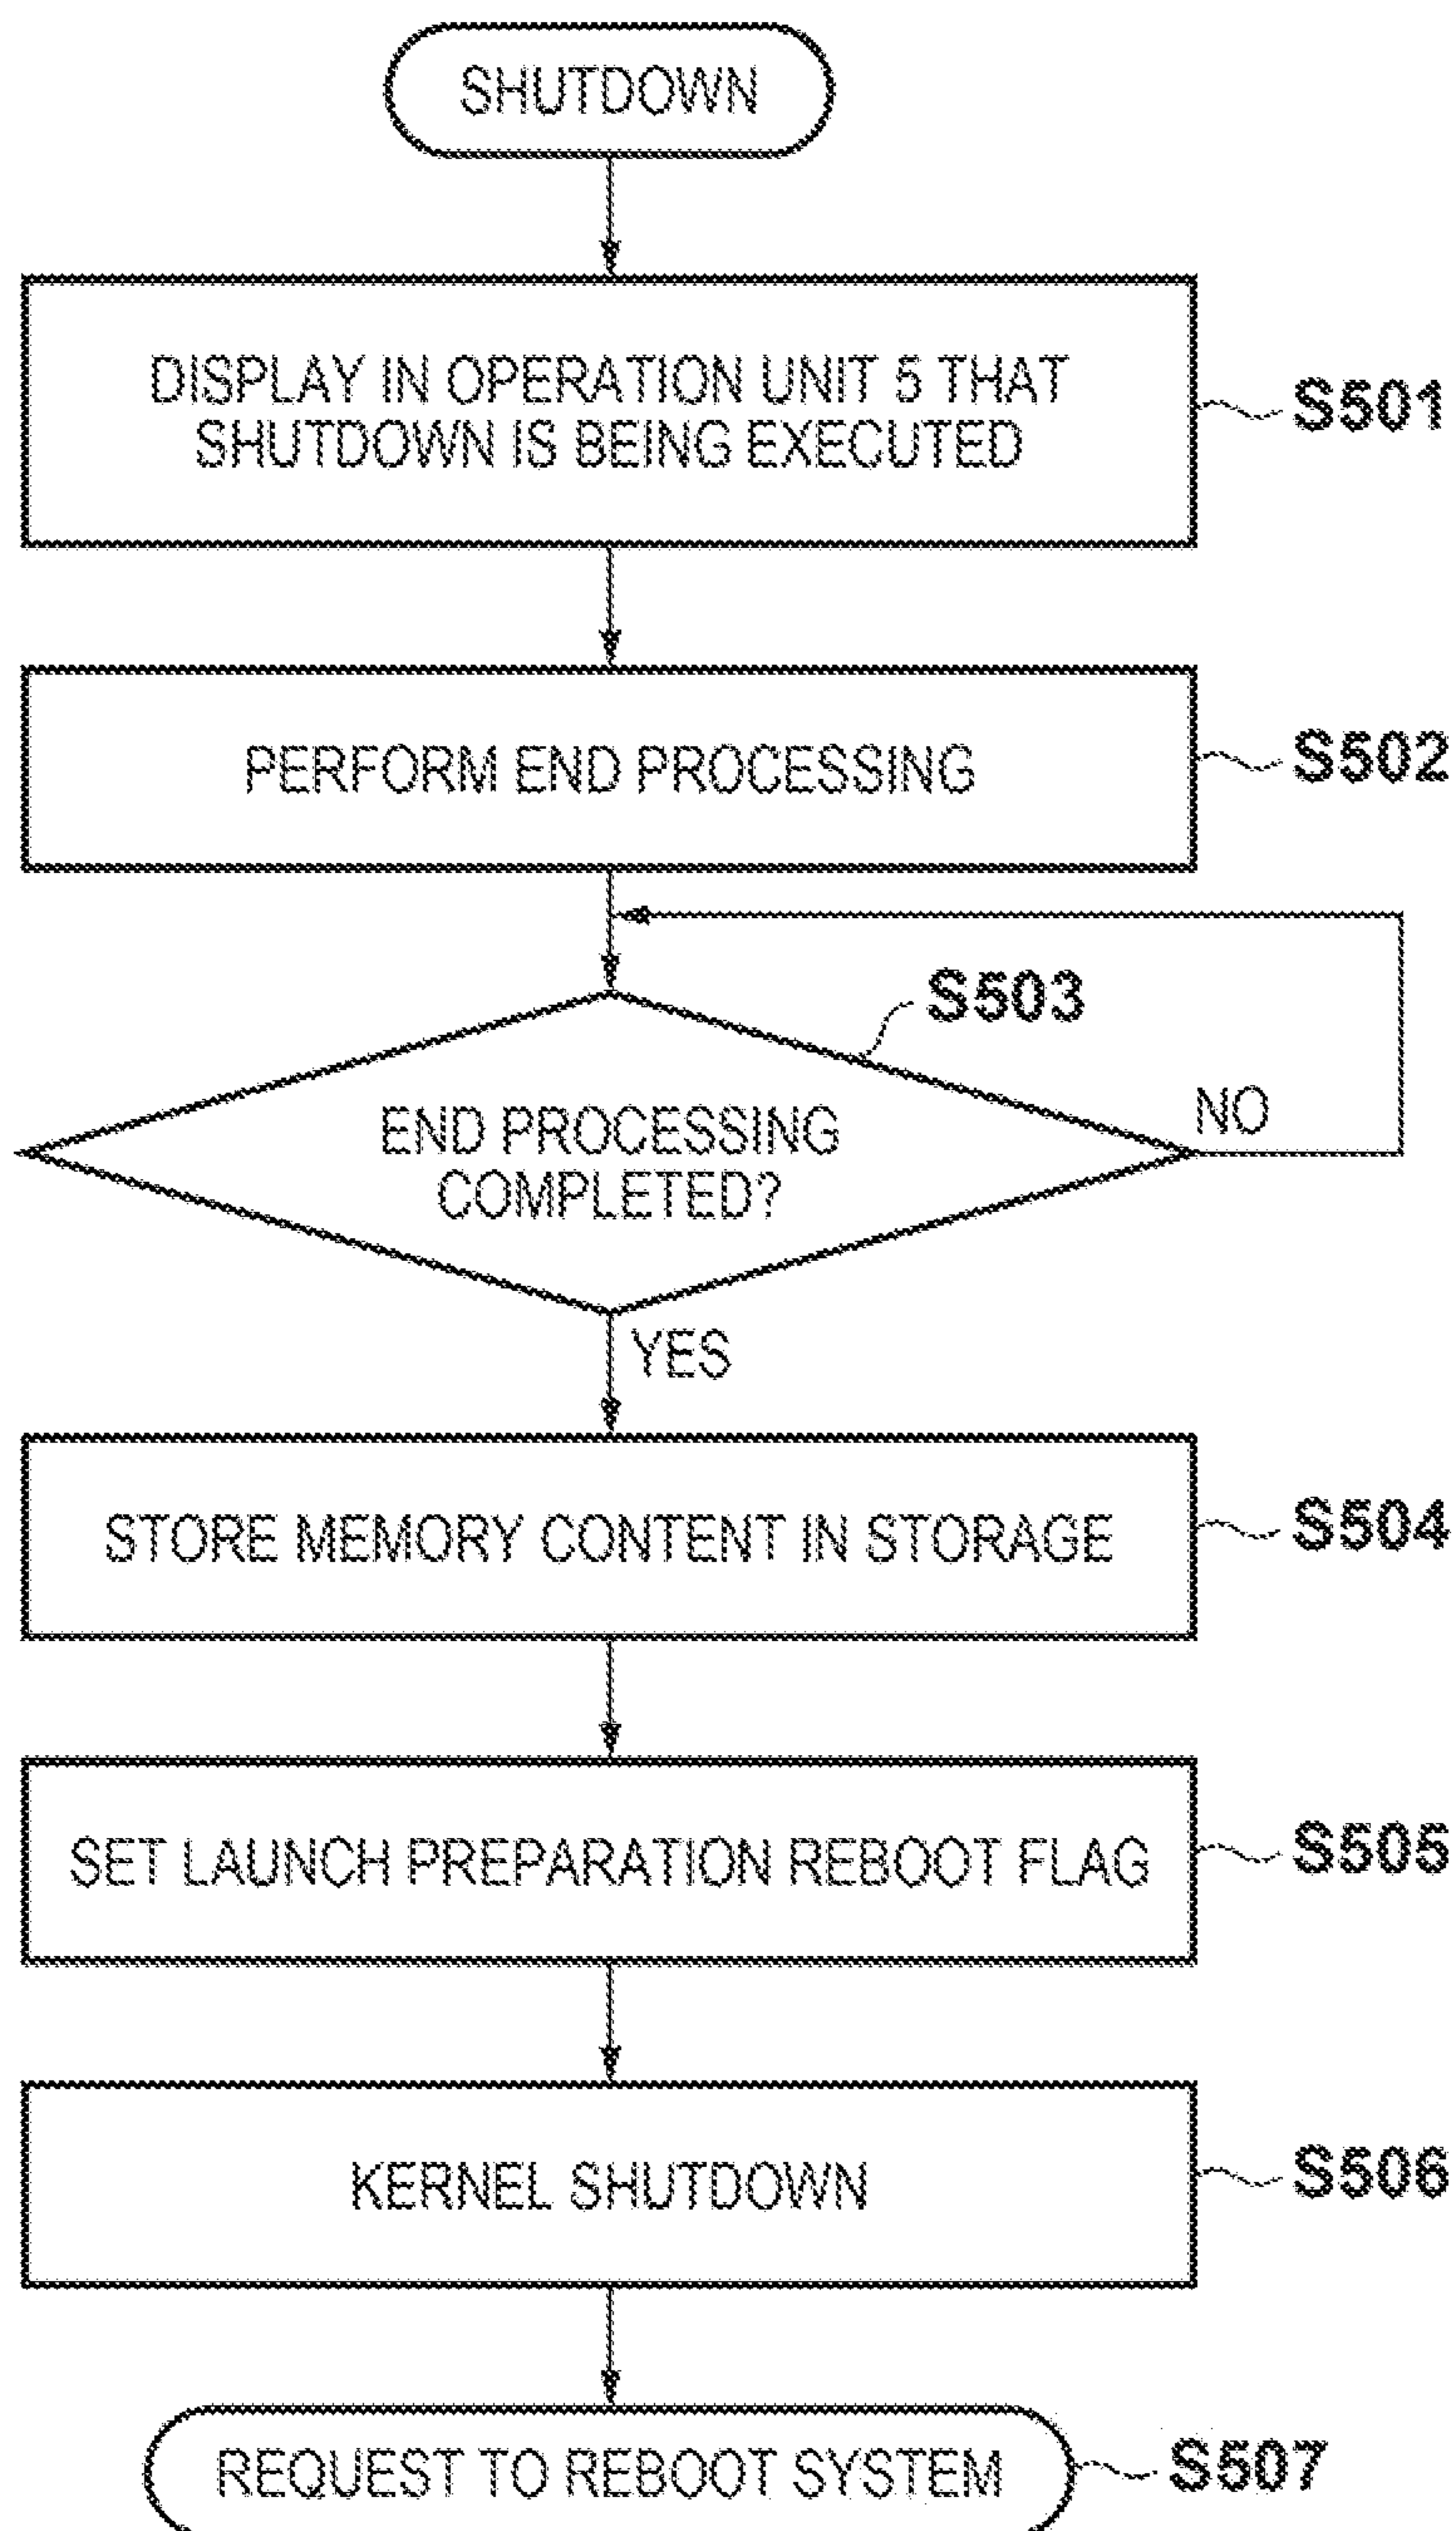 SHUTDOWN
DISPLAY IN OPERATION UNIT 5 THAT
SHUTDOWN IS BEING EXECUTED
S501
PERFORM END PROCESSING
S502
S503
END PROCESSING
COMPLETED?
NO
YES
STORE MEMORY CONTENT IN STORAGE
S504
SET LAUNCH PREPARATION REBOOT FLAG
S505
KERNEL SHUTDOWN
S506
REQUEST TO REBOOT SYSTEM
S507